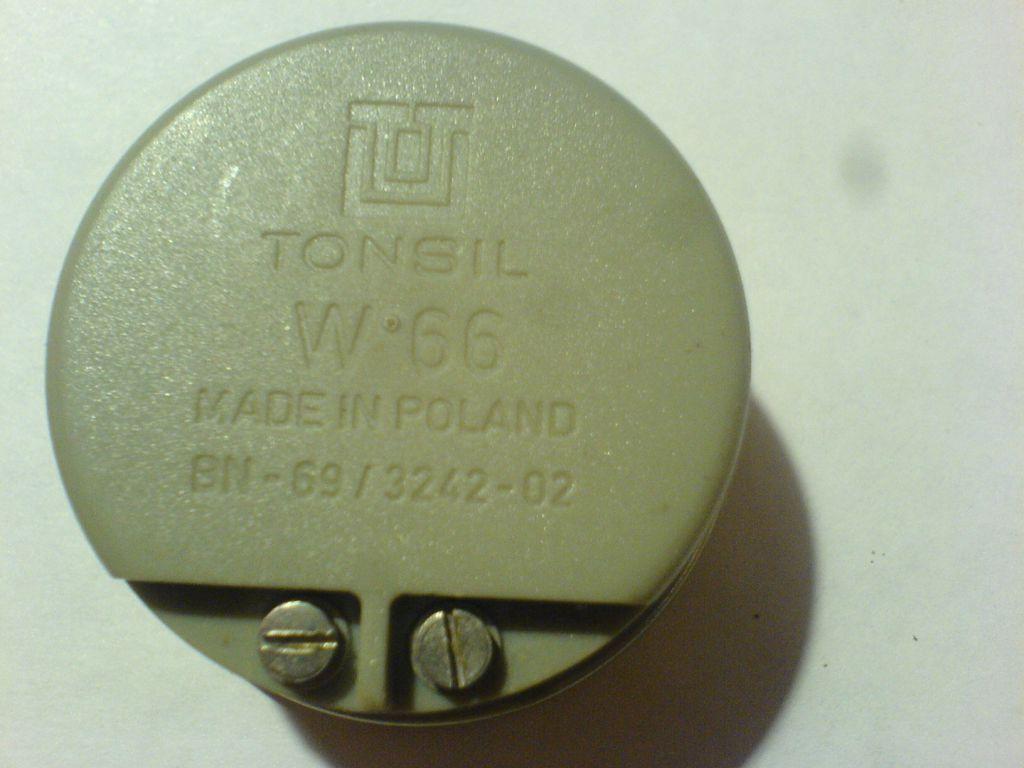 TONSIL
W 66
MADE IN POLAND
BN-69/3242-02